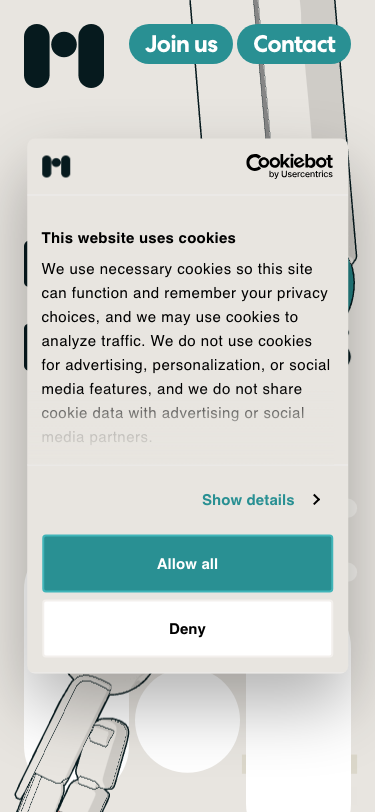 Join us
Contact
Cookiebot
by Usercentrics
This website uses cookies
We use necessary cookies so this site
can function and remember your privacy
choices, and we may use cookies to
analyze traffic. We do not use cookies
for advertising, personalization, or social
media features, and we do not share
cookie data with advertising or social
media partners.
Show details
Allow all
Deny